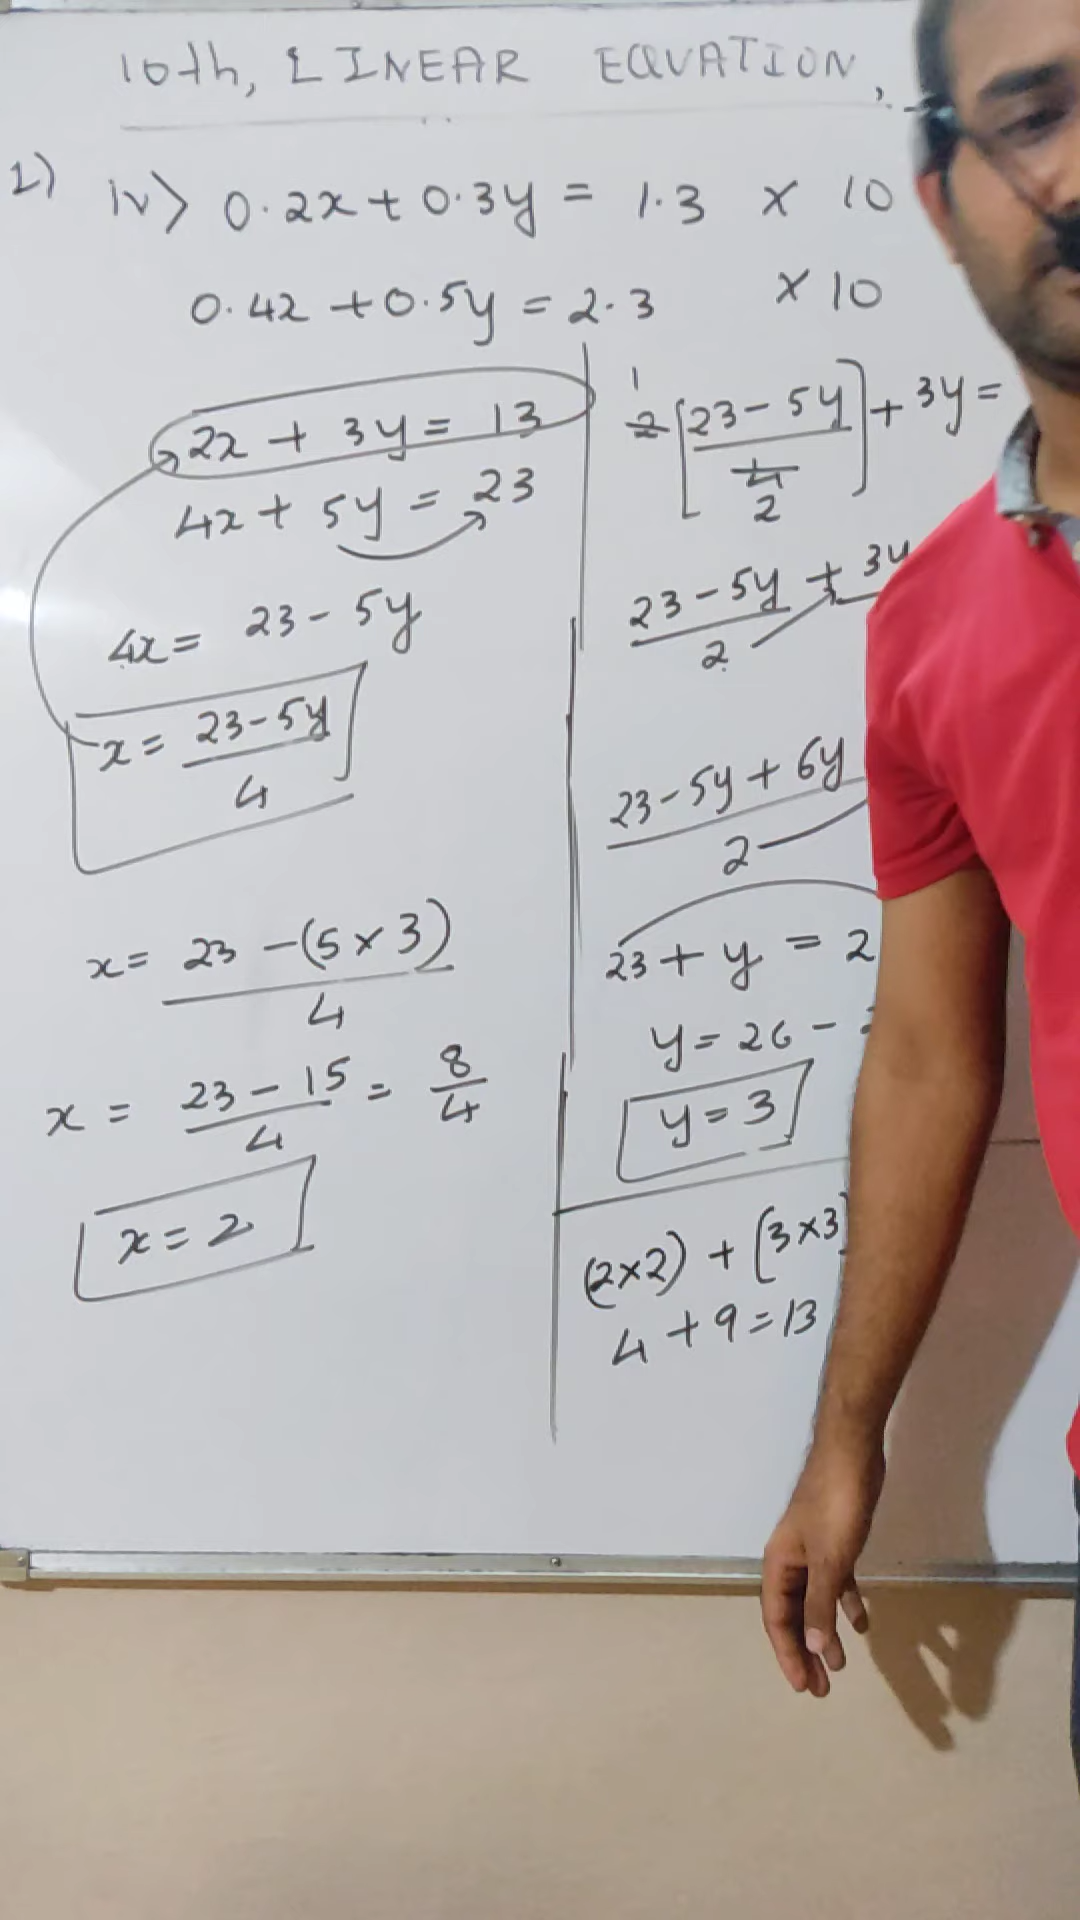 10th, LINEAR EQUATION,
1) iv> 0.2x + 0.3y = 1.3 × 10
0.4x + 0.5y = 2.3 × 10
2x + 3y = 13
4x + 5y = 23
4x = 23 - 5y
x = 23-5y
4
x = 23 -(5×3)
4
x = 23 - 15 = 8
4 4
x = 2
1
2 [23 - 5y] + 3y =
4
2
23 - 5y + 3y
2
23 - 5y + 6y
2
23 + y = 2
y = 26 -
y = 3
(2×2) + (3×3)
4 + 9 = 13